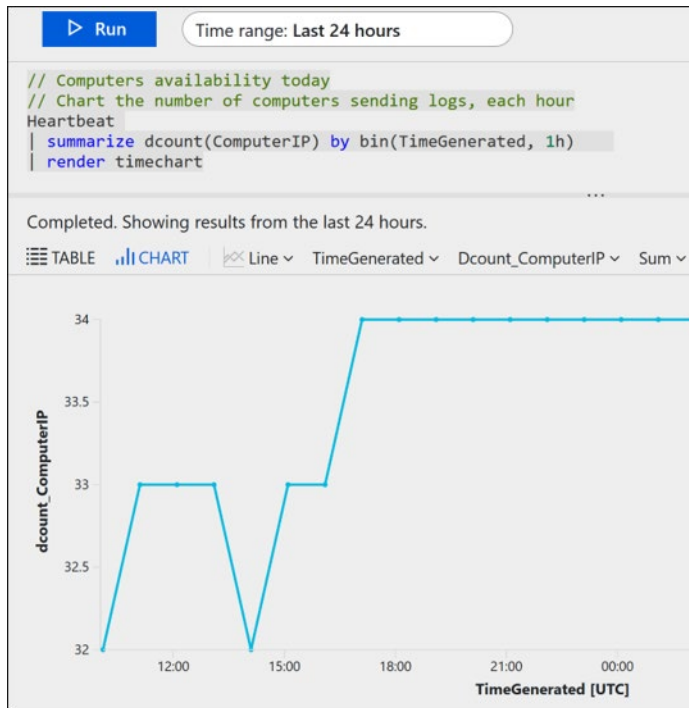 Run
Time range: Last 24 hours
// Computers availability today
// Chart the number of computers sending logs, each hour
Heartbeat
| summarize dcount(ComputerIP) by bin(TimeGenerated, 1h)
| render timechart
...
Completed. Showing results from the last 24 hours.
TABLE CHART Line TimeGenerated Dcount_ComputerIP Sum
34
33.5
33
32.5
32
dcount_ComputerIP
12:00 15:00 18:00 21:00 00:00
TimeGenerated [UTC]